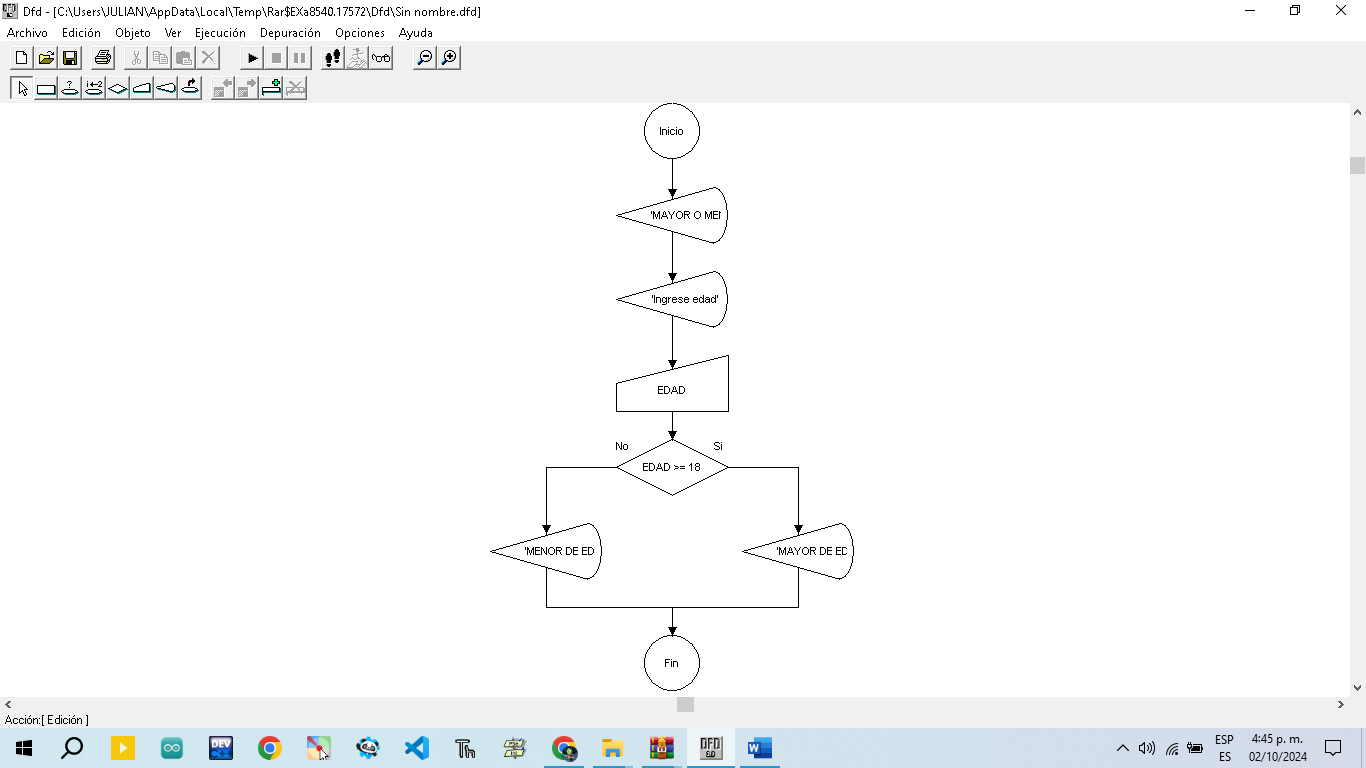 Dfd - [C:\Users\JULIAN\AppData\Local\Temp\Rar$EXa8540.17572\Dfd\Sin nombre.dfd]
Archivo Edición Objeto Ver Ejecución Depuración Opciones Ayuda
Inicio
'MAYOR O MEN
'Ingrese edad'
EDAD
No Si
EDAD >= 18
'MENOR DE ED 'MAYOR DE ED
Fin
Acción:[ Edición ]
ESP 4:45 p. m.
ES 02/10/2024